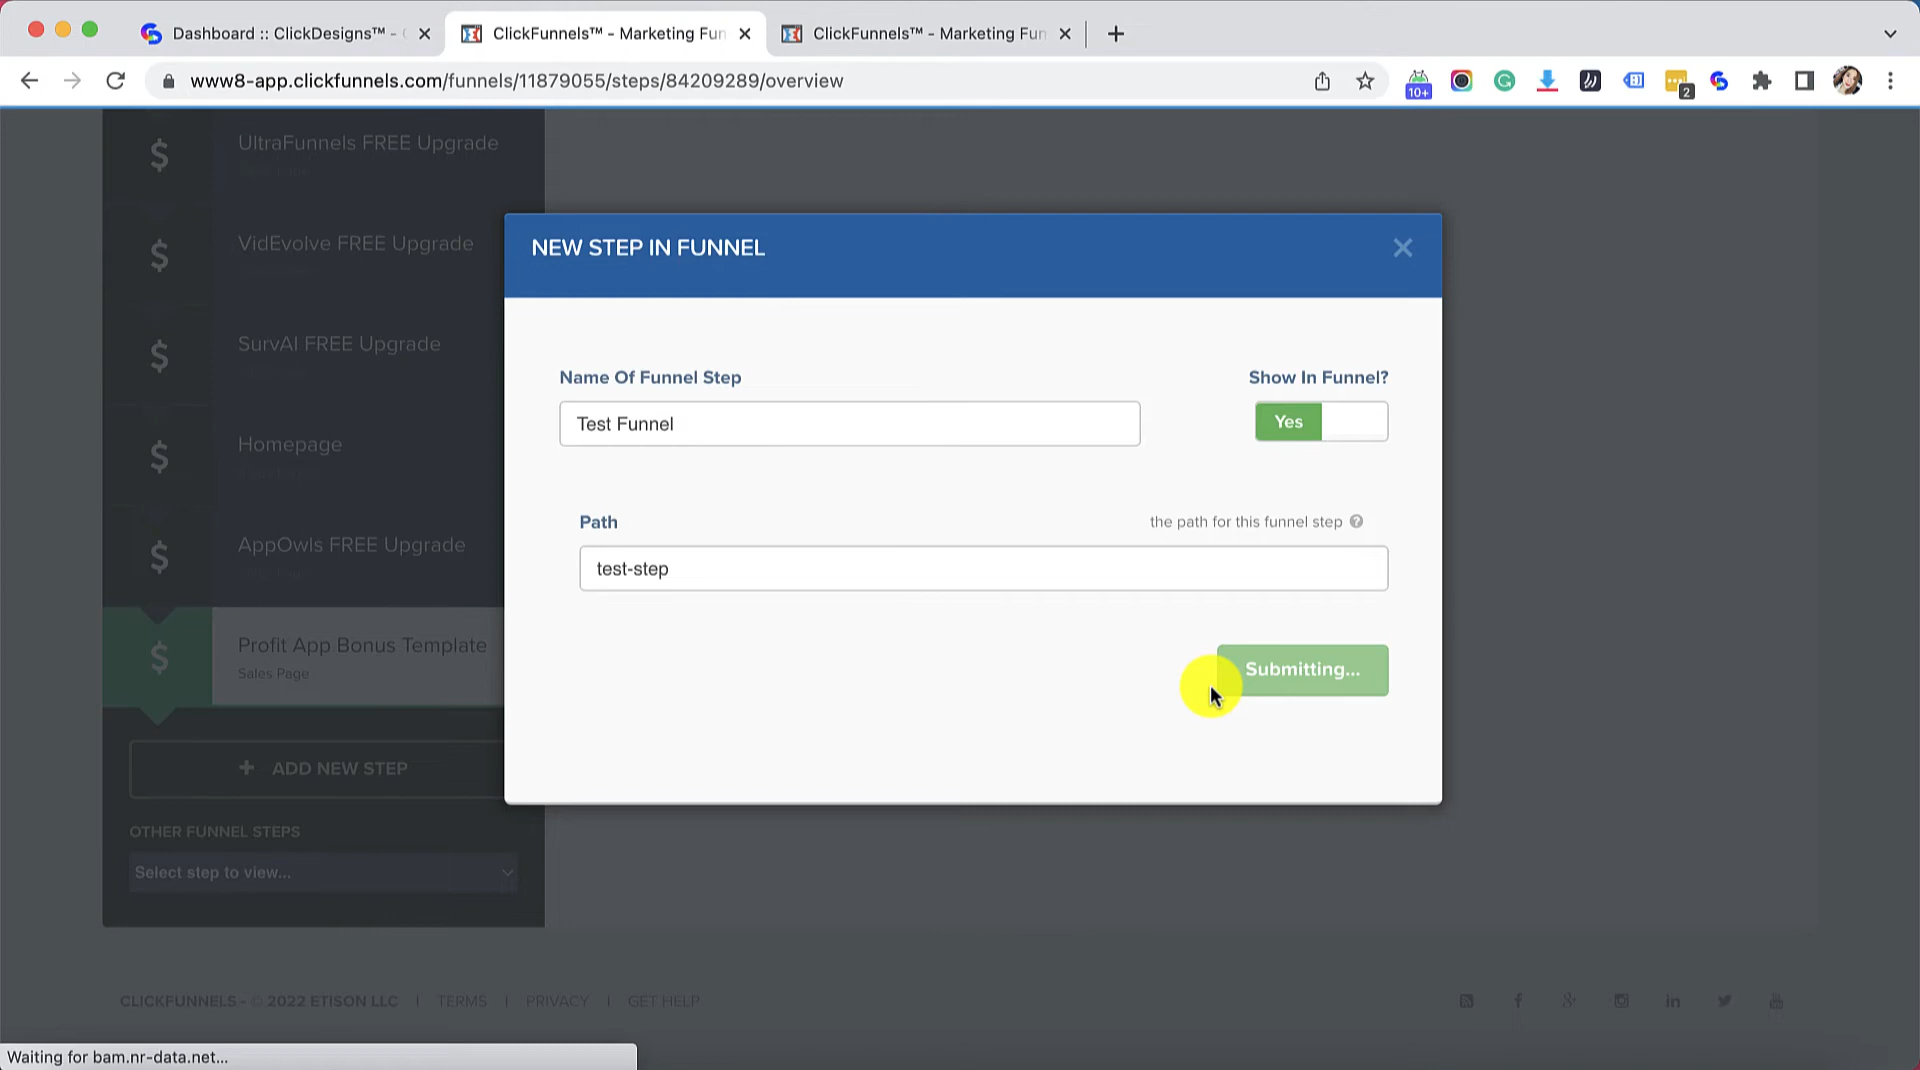 Dashboard :: ClickDesigns™ -
ClickFunnels™ - Marketing Fun
ClickFunnels™ - Marketing Fun
www8-app.clickfunnels.com/funnels/11879055/steps/84209289/overview
10+
2
$ UltraFunnels FREE Upgrade
$ VidEvolve FREE Upgrade
$ SurvAI FREE Upgrade
$ Homepage
$ AppOwls FREE Upgrade
$ Profit App Bonus Template
Sales Page
+ ADD NEW STEP
OTHER FUNNEL STEPS
Select step to view...
NEW STEP IN FUNNEL
Name Of Funnel Step
Show In Funnel?
Test Funnel
Yes
Path
the path for this funnel step
test-step
Submitting...
CLICKFUNNELS - © 2022 ETISON LLC | TERMS | PRIVACY | GET HELP
Waiting for bam.nr-data.net...